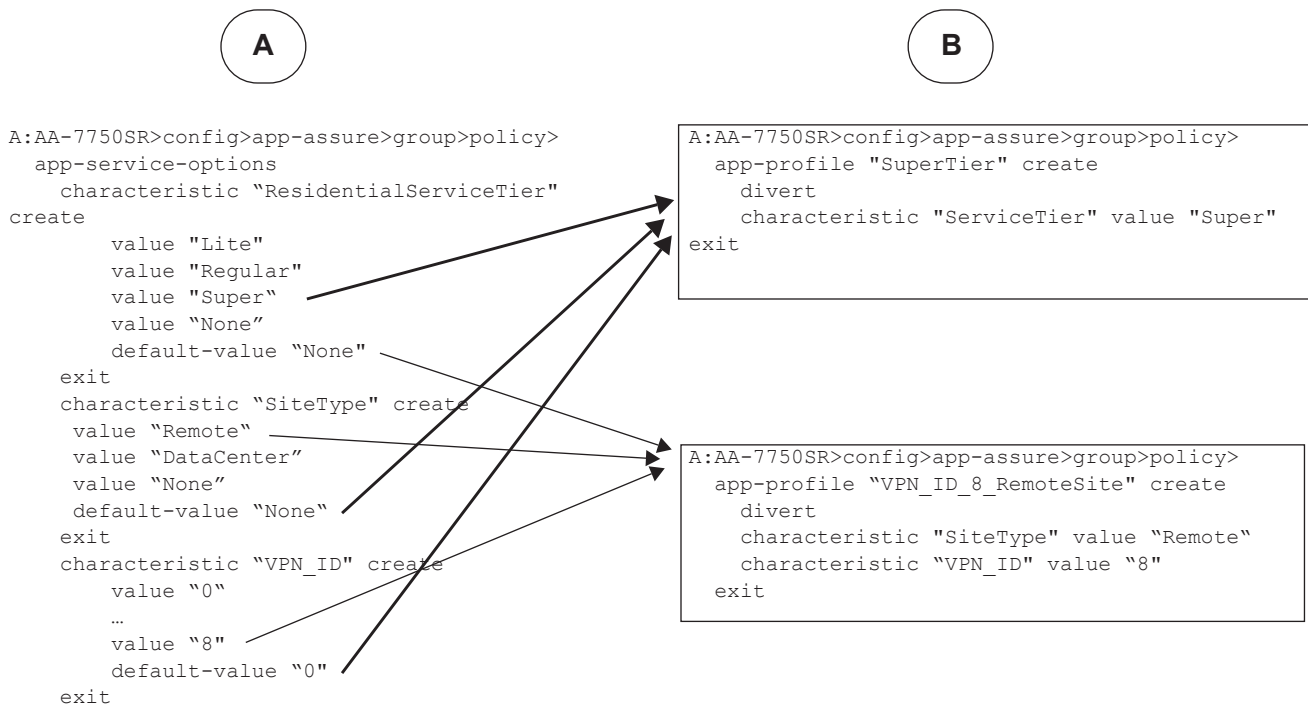 A
B
A:AA-7750SR>config>app-assure>group>policy>
app-service-options
characteristic “ResidentialServiceTier"
create
value "Lite"
value "Regular"
value "Super“
value “None”
default-value “None"
exit
characteristic “SiteType" create
value “Remote“
value “DataCenter”
value “None”
default-value “None“
exit
characteristic “VPN_ID" create
value “0“
…
value “8"
default-value “0"
exit
A:AA-7750SR>config>app-assure>group>policy>
app-profile "SuperTier" create
divert
characteristic "ServiceTier" value "Super"
exit
A:AA-7750SR>config>app-assure>group>policy>
app-profile “VPN_ID_8_RemoteSite" create
divert
characteristic "SiteType" value “Remote“
characteristic “VPN_ID" value “8"
exit